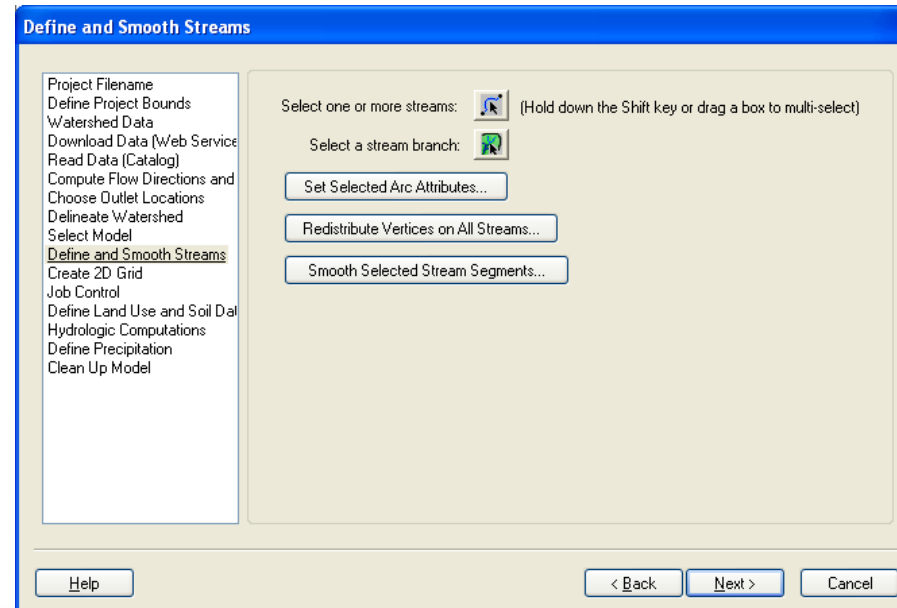 Define and Smooth Streams
Project Filename
Define Project Bounds
Watershed Data
Download Data (Web Service
Read Data (Catalog)
Compute Flow Directions and
Choose Outlet Locations
Delineate Watershed
Select Model
Define and Smooth Streams
Create 2D Grid
Job Control
Define Land Use and Soil Dat
Hydrologic Computations
Define Precipitation
Clean Up Model
Select one or more streams: (Hold down the Shift key or drag a box to multi-select)
Select a stream branch:
Set Selected Arc Attributes...
Redistribute Vertices on All Streams...
Smooth Selected Stream Segments...
Help < Back Next > Cancel